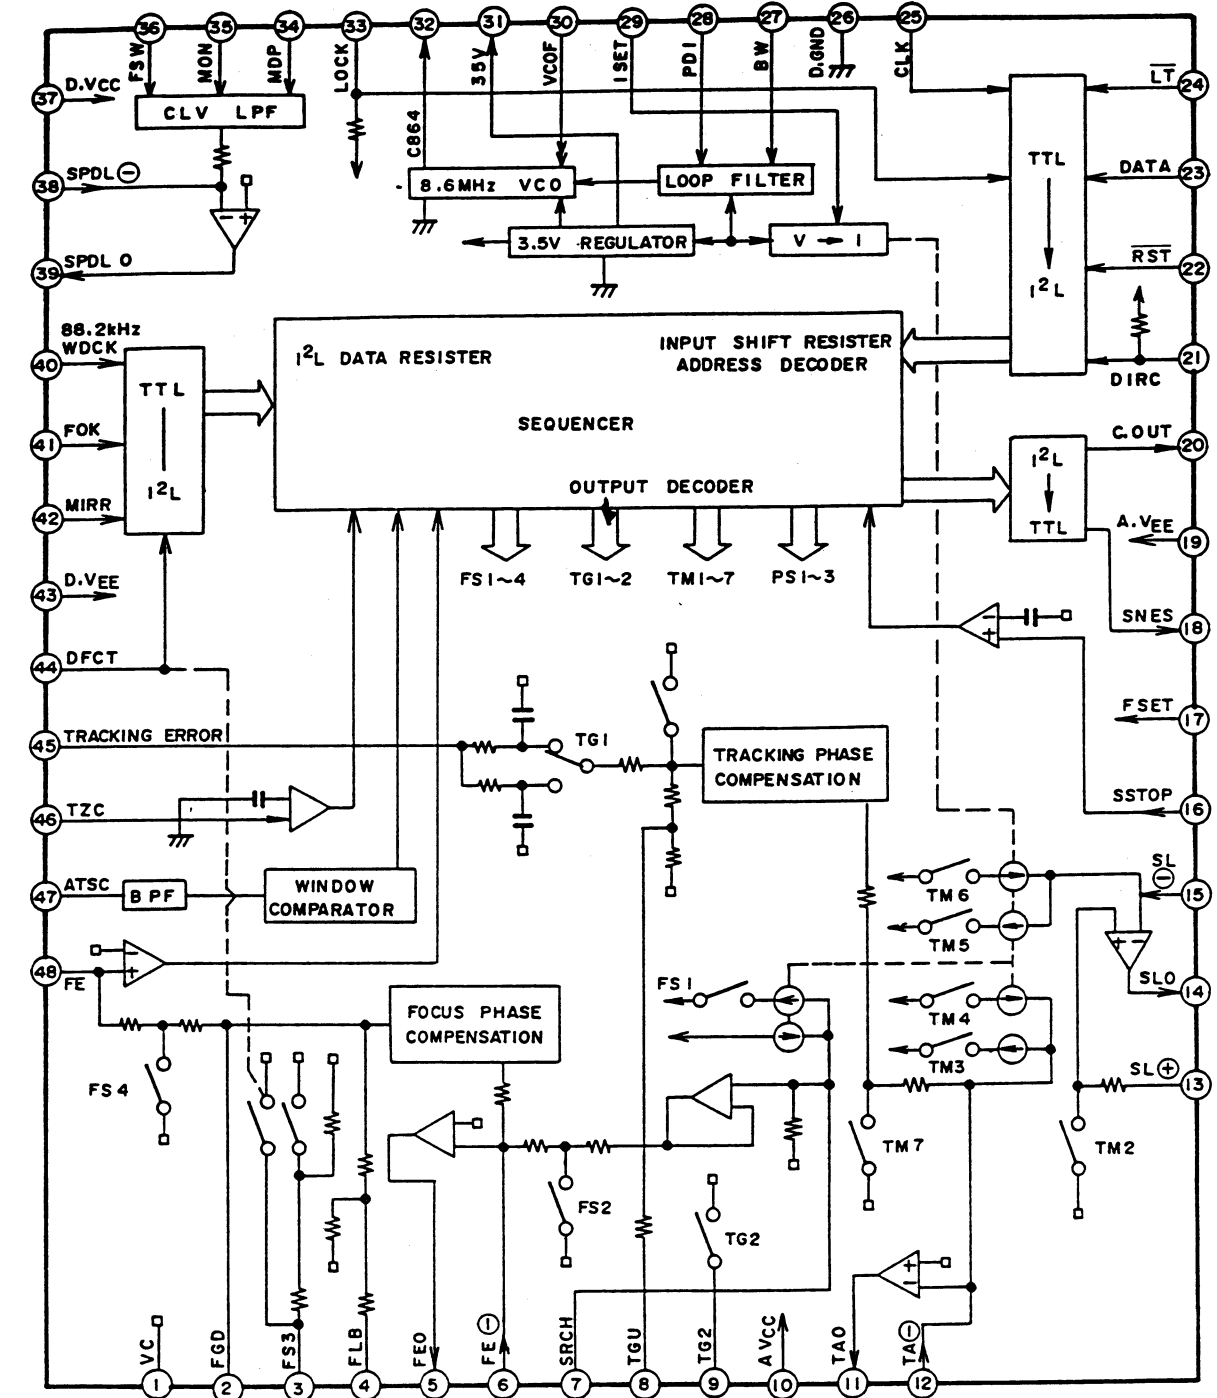 36 35 34 33 32 31 30 29 28 27 26 25
FSW MON MDP LOCK C864 35V VCOF ISET PDI BW D.GND CLK
37 D.VCC
CLV LPF
38 SPDL⊖
39 SPDL O
8.6MHz VCO
LOOP FILTER
3.5V REGULATOR
V → I
TTL
↓
I²L
LT 24
DATA 23
RST 22
21
DIRC
88.2kHz
40 WDCK
41 FOK
42 MIRR
TTL
I²L
I²L DATA RESISTER
INPUT SHIFT RESISTER
ADDRESS DECODER
SEQUENCER
OUTPUT DECODER
I²L
↓
TTL
C.OUT 20
A.VEE 19
43 D.VEE
44 DFCT
FS1~4 TG1~2 TM1~7 PS1~3
− +
SNES 18
FSET 17
SSTOP 16
45 TRACKING ERROR
TG1
TRACKING PHASE
COMPENSATION
46 TZC
47 ATSC
BPF
WINDOW
COMPARATOR
48 FE
− +
TM6
TM5
SL
⊖ 15
+ −
SLO 14
FS1
TM4
TM3
SL⊕ 13
FOCUS PHASE
COMPENSATION
FS4
FS2
TG2
TM7
TM2
+ −
VC FGD FS3 FLB FEO FE⊖ SRCH TGU TG2 AVCC TAO TA⊖
1 2 3 4 5 6 7 8 9 10 11 12